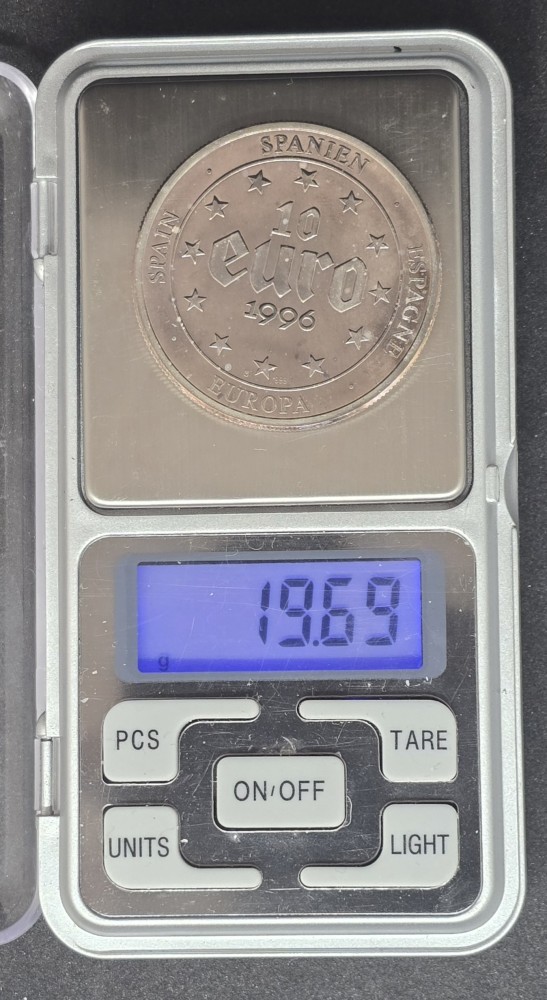 SPANIEN
SPAIN
ESPAGNE
EUROPA
10
euro
1996
19.69
g
PCS
TARE
ON/OFF
UNITS
LIGHT